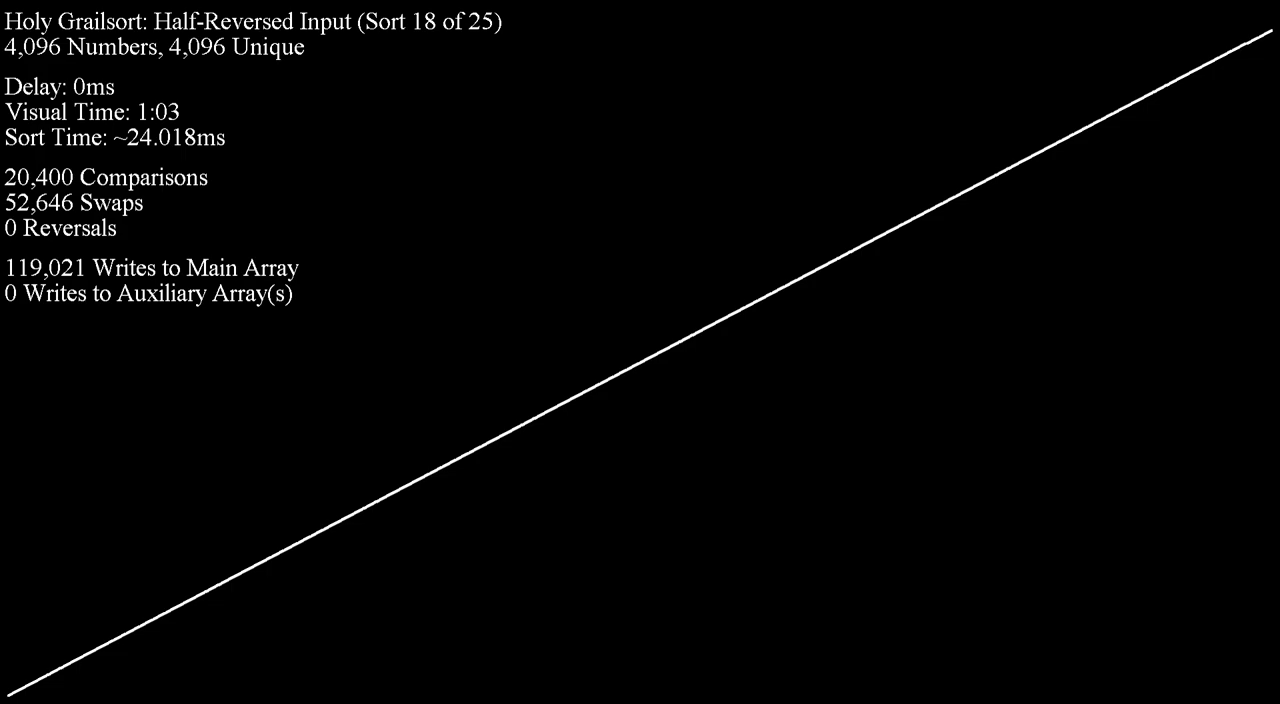 Holy Grailsort: Half-Reversed Input (Sort 18 of 25)
4,096 Numbers, 4,096 Unique
Delay: 0ms
Visual Time: 1:03
Sort Time: ~24.018ms
20,400 Comparisons
52,646 Swaps
0 Reversals
119,021 Writes to Main Array
0 Writes to Auxiliary Array(s)